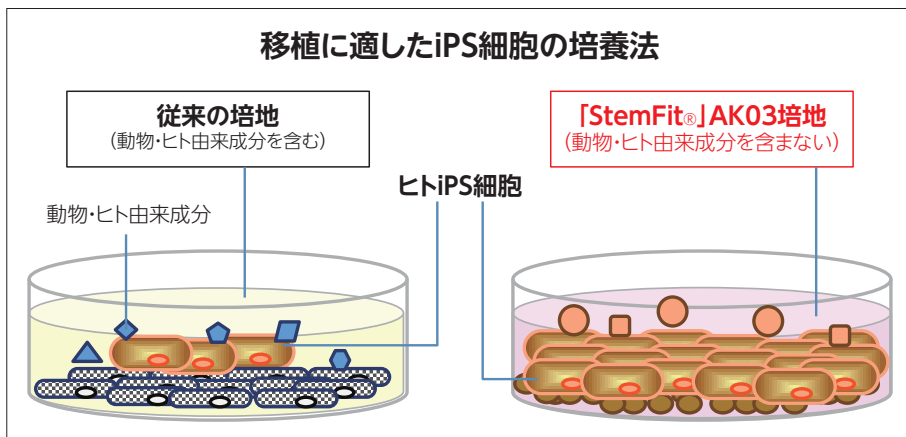 移植に適したiPS細胞の培養法
従来の培地
(動物・ヒト由来成分を含む)
「StemFit®」AK03培地
(動物・ヒト由来成分を含まない)
ヒトiPS細胞
動物・ヒト由来成分